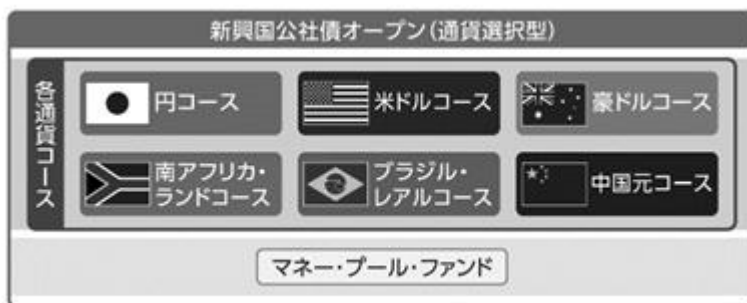 新興国公社債オープン(通貨選択型)
各通貨コース
円コース
米ドルコース
豪ドルコース
南アフリカ・
ランドコース
ブラジル・
レアルコース
中国元コース
マネー・プール・ファンド